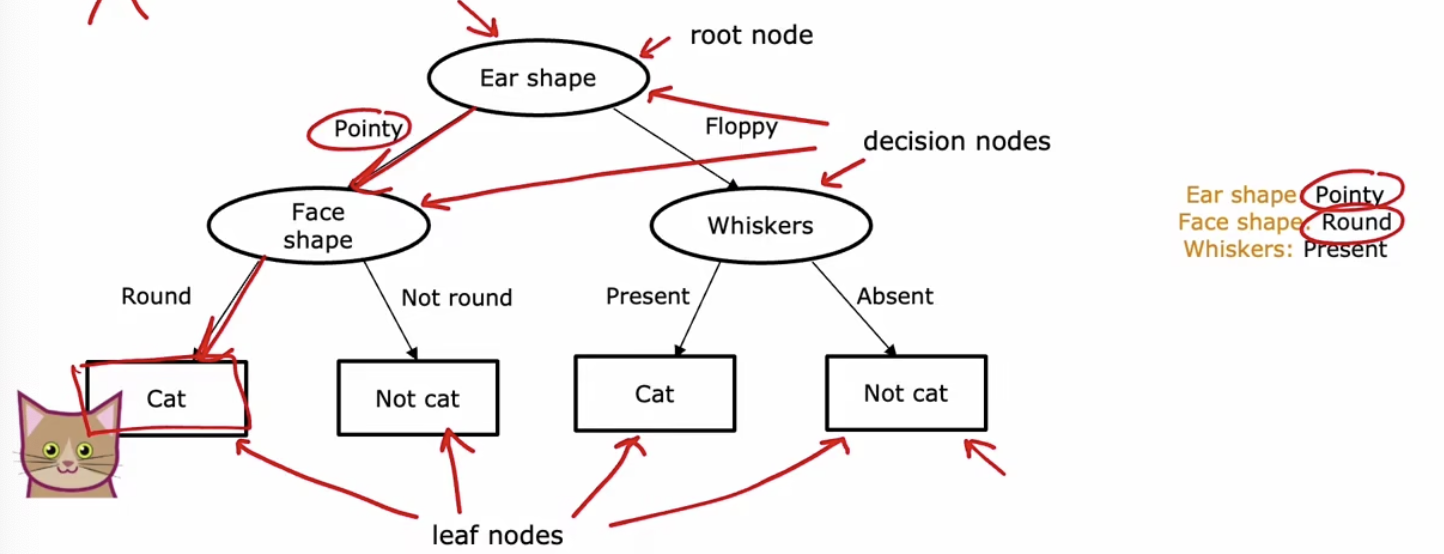 root node
Ear shape
Pointy
Floppy
decision nodes
Face
shape
Whiskers
Ear shape: Pointy
Face shape: Round
Whiskers: Present
Round
Not round
Present
Absent
Cat
Not cat
Cat
Not cat
leaf nodes